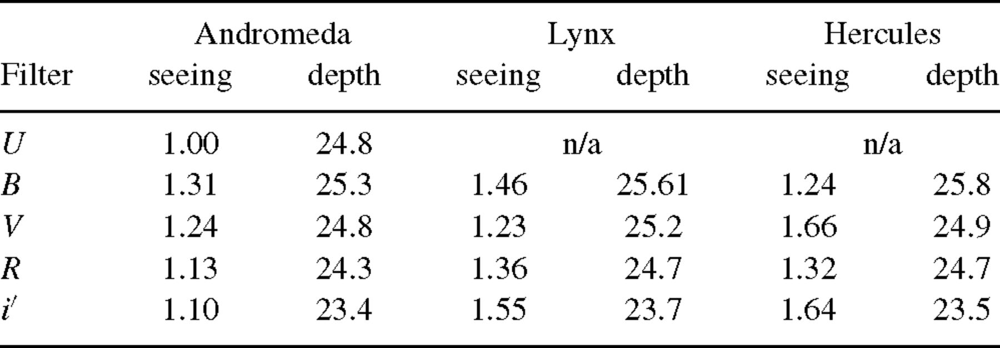 Andromeda Lynx Hercules
Filter seeing depth seeing depth seeing depth
U 1.00 24.8 n/a n/a
B 1.31 25.3 1.46 25.61 1.24 25.8
V 1.24 24.8 1.23 25.2 1.66 24.9
R 1.13 24.3 1.36 24.7 1.32 24.7
i′ 1.10 23.4 1.55 23.7 1.64 23.5